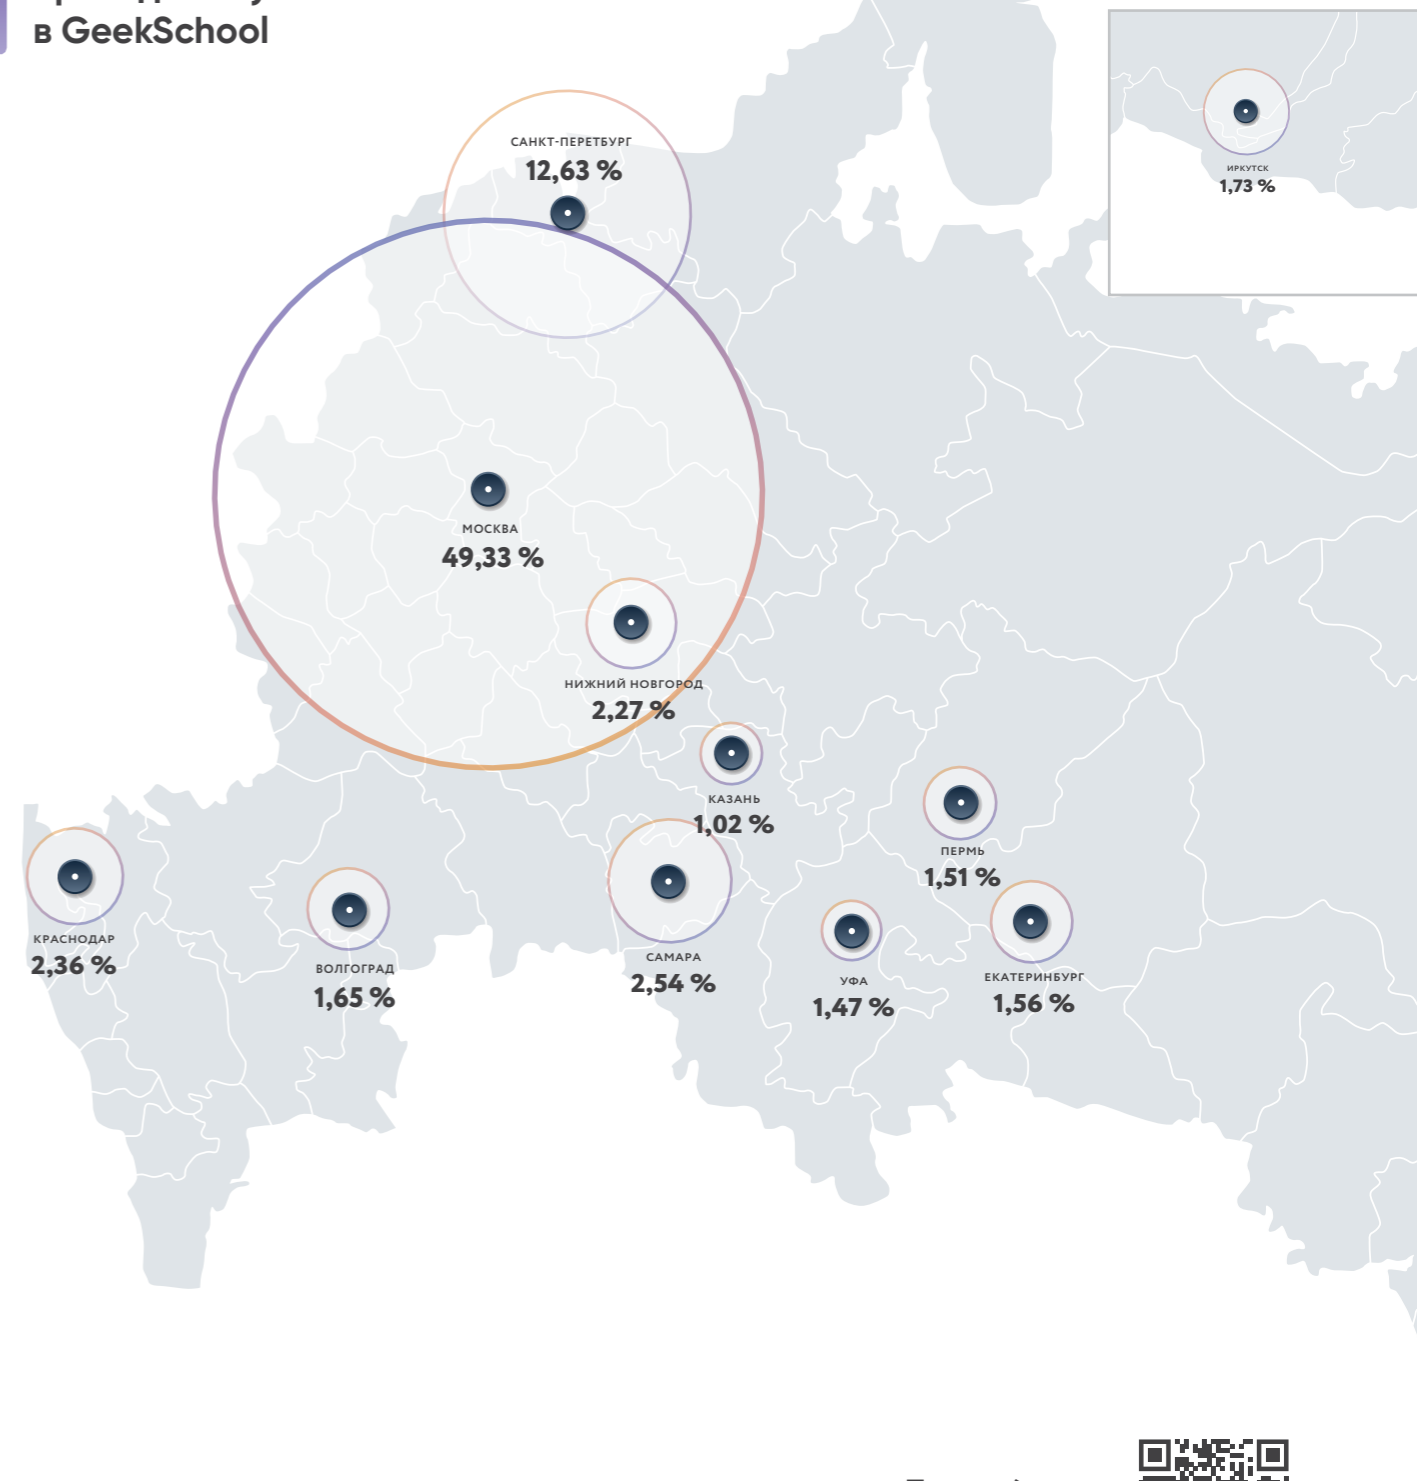 в GeekSchool
САНКТ-ПЕРЕТБУРГ
12,63 %
ИРКУТСК
1,73 %
МОСКВА
49,33 %
НИЖНИЙ НОВГОРОД
2,27 %
КАЗАНЬ
1,02 %
ПЕРМЬ
1,51 %
КРАСНОДАР
2,36 %
ВОЛГОГРАД
1,65 %
САМАРА
2,54 %
УФА
1,47 %
ЕКАТЕРИНБУРГ
1,56 %